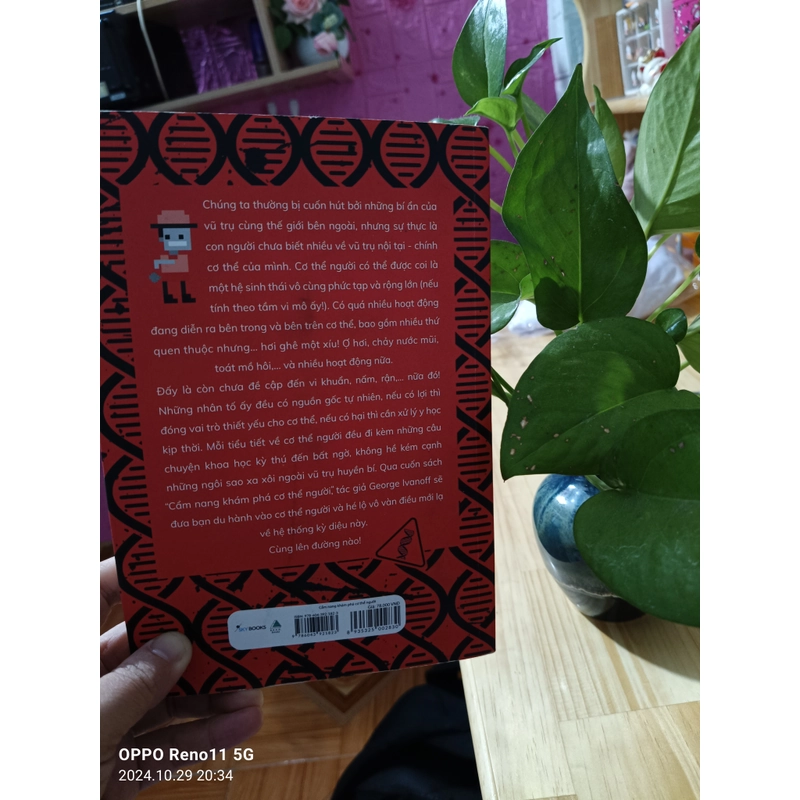 Chúng ta thường bị cuốn hút bởi những bí ẩn của
vũ trụ cùng thế giới bên ngoài, nhưng sự thực là
con người chưa biết nhiều về vũ trụ nội tại - chính
cơ thể của mình. Cơ thể người có thể được coi là
một hệ sinh thái vô cùng phức tạp và rộng lớn (nếu
tính theo tầm vi mô ấy!). Có quá nhiều hoạt động
đang diễn ra bên trong và bên trên cơ thể, bao gồm nhiều thứ
quen thuộc nhưng... hơi ghê một xíu! Ợ hơi, chảy nước mũi,
toát mồ hôi,... và nhiều hoạt động nữa.
Đấy là còn chưa đề cập đến vi khuẩn, nấm, rận,... nữa đó!
Những nhân tố ấy đều có nguồn gốc tự nhiên, nếu có lợi thì
đóng vai trò thiết yếu cho cơ thể, nếu có hại thì cần xử lý y học
kịp thời. Mỗi tiểu tiết về cơ thể người đều đi kèm những câu
chuyện khoa học kỳ thú đến bất ngờ, không hề kém cạnh
những ngôi sao xa xôi ngoài vũ trụ huyền bí. Qua cuốn sách
“Cẩm nang khám phá cơ thể người”, tác giả George Ivanoff sẽ
đưa bạn du hành vào cơ thể người và hé lộ vô vàn điều mới lạ
về hệ thống kỳ diệu này.
Cùng lên đường nào!
Cẩm nang khám phá cơ thể người
BOOKS
OPPO Reno11 5G
2024.10.29 20:34